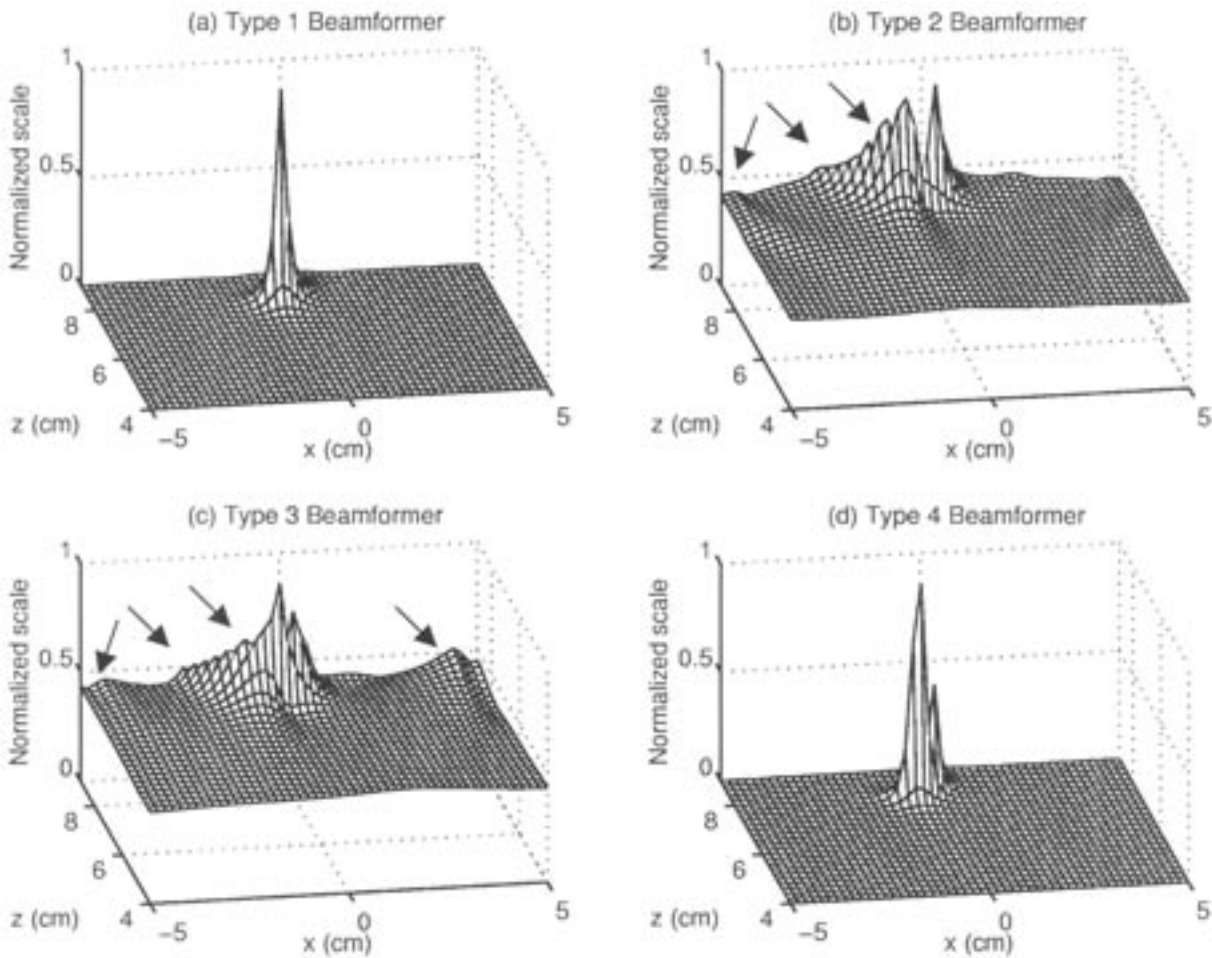 (a) Type 1 Beamformer
1
0.5
0
Normalized scale
8
6
4
z (cm)
−5
0
5
x (cm)
(b) Type 2 Beamformer
1
0.5
0
Normalized scale
8
6
4
z (cm)
−5
0
5
x (cm)
(c) Type 3 Beamformer
1
0.5
0
Normalized scale
8
6
4
z (cm)
−5
0
5
x (cm)
(d) Type 4 Beamformer
1
0.5
0
Normalized scale
8
6
4
z (cm)
−5
0
5
x (cm)